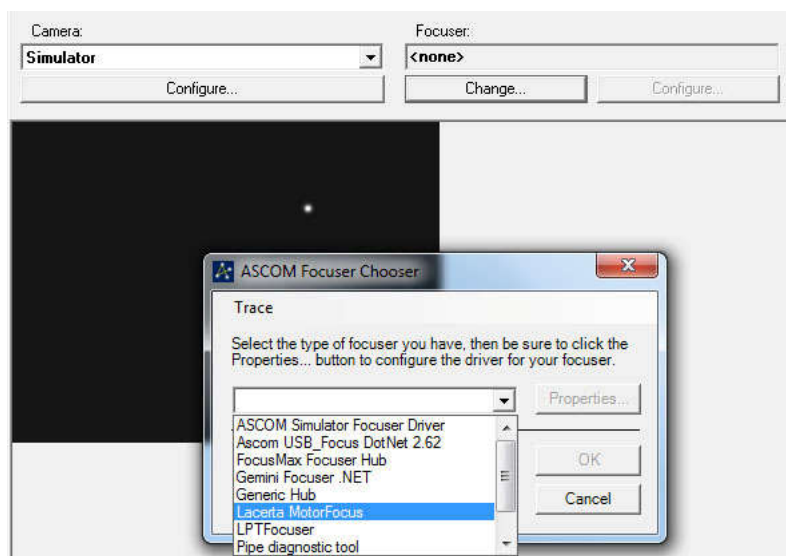 Camera:
Focuser:
Simulator
<none>
Configure...
Change...
Configure...
ASCOM Focuser Chooser
Trace
Select the type of focuser you have, then be sure to click the
Properties... button to configure the driver for your focuser.
Properties...
ASCOM Simulator Focuser Driver
Ascom USB_Focus DotNet 2.62
FocusMax Focuser Hub
Gemini Focuser .NET
Generic Hub
Lacerta MotorFocus
LPTFocuser
Pipe diagnostic tool
OK
Cancel